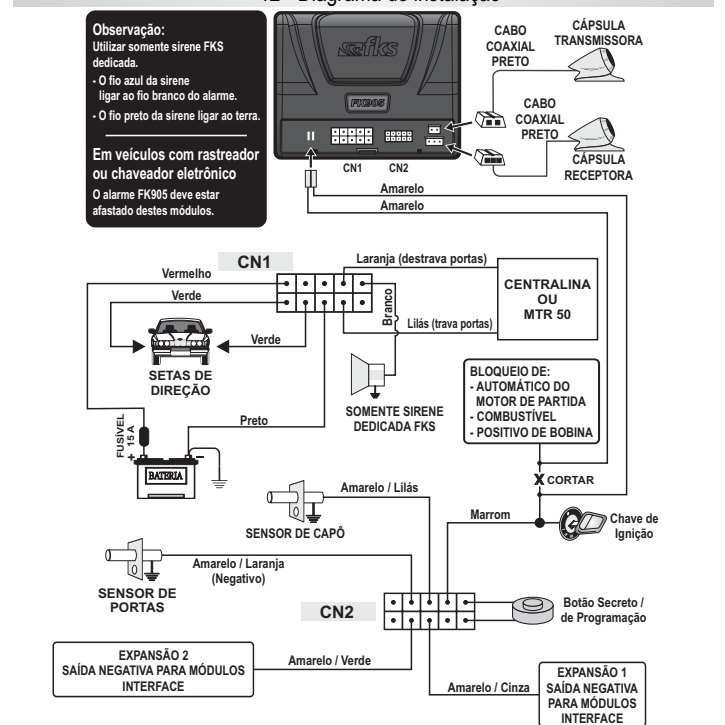 12 - Diagrama de Instalação
Observação:
Utilizar somente sirene FKS
dedicada.
- O fio azul da sirene
ligar ao fio branco do alarme.
- O fio preto da sirene ligar ao terra.
Em veículos com rastreador
ou chaveador eletrônico
O alarme FK905 deve estar
afastado destes módulos.
fks
FK905
CN1
CN2
CABO
COAXIAL
PRETO
CÁPSULA
TRANSMISSORA
CABO
COAXIAL
PRETO
CÁPSULA
RECEPTORA
Amarelo
Amarelo
CN1
Vermelho
Verde
Verde
SETAS DE
DIREÇÃO
Laranja (destrava portas)
Branco
Lilás (trava portas)
CENTRALINA
OU
MTR 50
SOMENTE SIRENE
DEDICADA FKS
Preto
FUSÍVEL
15 A
+
–
BATERIA
BLOQUEIO DE:
- AUTOMÁTICO DO
MOTOR DE PARTIDA
- COMBUSTÍVEL
- POSITIVO DE BOBINA
X CORTAR
Amarelo / Lilás
SENSOR DE CAPÔ
Marrom
Chave de
Ignição
SENSOR DE
PORTAS
Amarelo / Laranja
(Negativo)
CN2
Botão Secreto /
de Programação
EXPANSÃO 2
SAÍDA NEGATIVA PARA MÓDULOS
INTERFACE
Amarelo / Verde
Amarelo / Cinza
EXPANSÃO 1
SAÍDA NEGATIVA
PARA MÓDULOS
INTERFACE